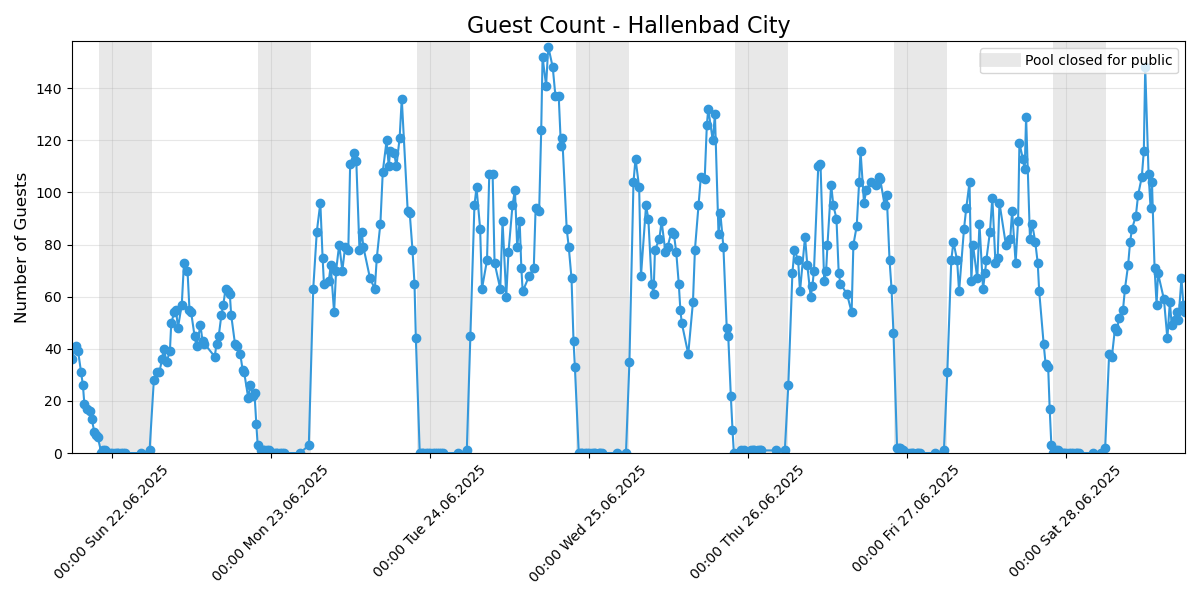 Guest Count - Hallenbad City
Pool closed for public
Number of Guests
140
120
100
80
60
40
20
0
00:00 Sun 22.06.2025
00:00 Mon 23.06.2025
00:00 Tue 24.06.2025
00:00 Wed 25.06.2025
00:00 Thu 26.06.2025
00:00 Fri 27.06.2025
00:00 Sat 28.06.2025